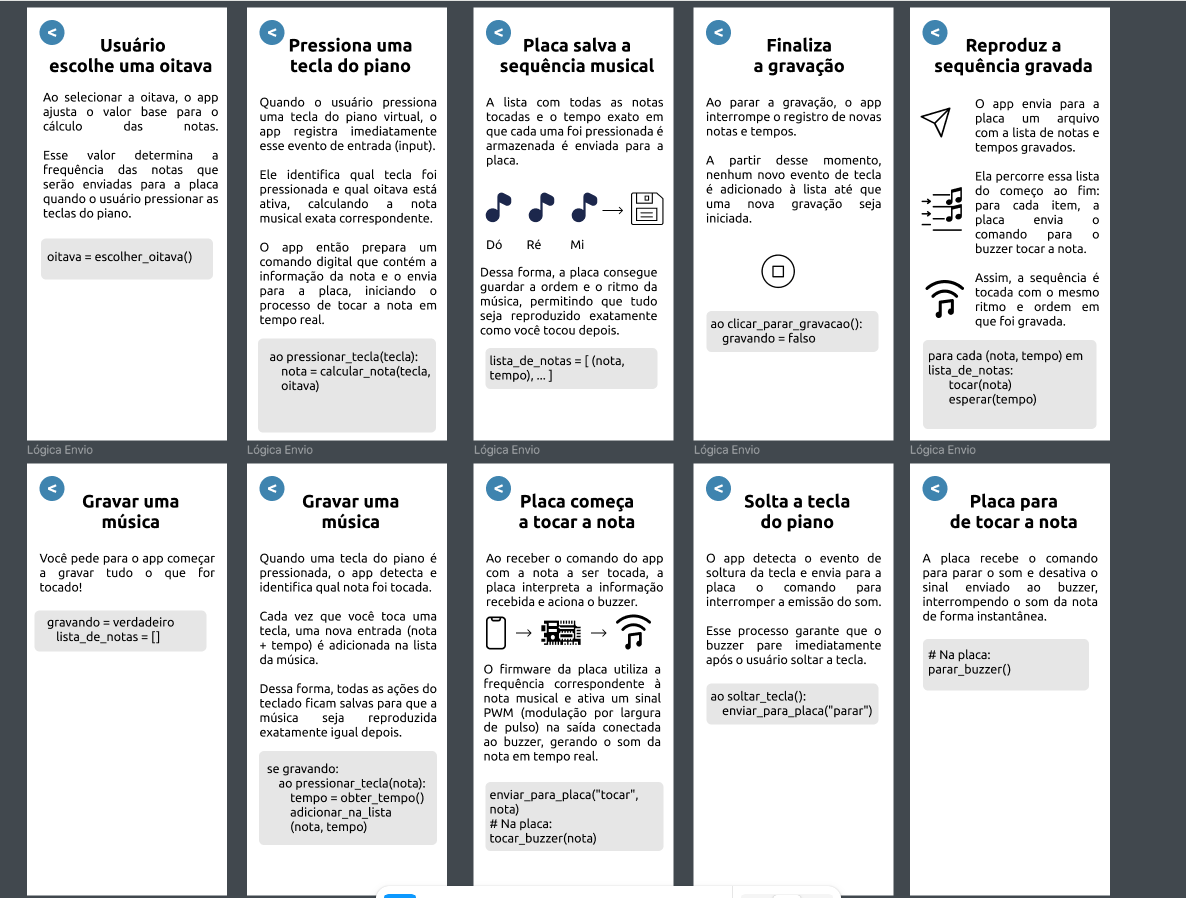 <
Usuário
escolhe uma oitava
Ao selecionar a oitava, o app
ajusta o valor base para o
cálculo das notas.
Esse valor determina a
frequência das notas que
serão enviadas para a placa
quando o usuário pressionar as
teclas do piano.
oitava = escolher_oitava()
<
Pressiona uma
tecla do piano
Quando o usuário pressiona
uma tecla do piano virtual, o
app registra imediatamente
esse evento de entrada (input).
Ele identifica qual tecla foi
pressionada e qual oitava está
ativa, calculando a nota
musical exata correspondente.
O app então prepara um
comando digital que contém a
informação da nota e o envia
para a placa, iniciando o
processo de tocar a nota em
tempo real.
ao pressionar_tecla(tecla):
nota = calcular_nota(tecla,
oitava)
<
Placa salva a
sequência musical
A lista com todas as notas
tocadas e o tempo exato em
que cada uma foi pressionada é
armazenada é enviada para a
placa.
Dó Ré Mi
Dessa forma, a placa consegue
guardar a ordem e o ritmo da
música, permitindo que tudo
seja reproduzido exatamente
como você tocou depois.
lista_de_notas = [ (nota,
tempo), ... ]
<
Finaliza
a gravação
Ao parar a gravação, o app
interrompe o registro de novas
notas e tempos.
A partir desse momento,
nenhum novo evento de tecla
é adicionado à lista até que
uma nova gravação seja
iniciada.
ao clicar_parar_gravacao():
gravando = falso
<
Reproduz a
sequência gravada
O app envia para a
placa um arquivo
com a lista de notas e
tempos gravados.
Ela percorre essa lista
do começo ao fim:
para cada item, a
placa envia o
comando para o
buzzer tocar a nota.
Assim, a sequência é
tocada com o mesmo
ritmo e ordem em
que foi gravada.
para cada (nota, tempo) em
lista_de_notas:
tocar(nota)
esperar(tempo)
Lógica Envio
Lógica Envio
Lógica Envio
Lógica Envio
Lógica Envio
<
Gravar uma
música
Você pede para o app começar
a gravar tudo o que for
tocado!
gravando = verdadeiro
lista_de_notas = []
<
Gravar uma
música
Quando uma tecla do piano é
pressionada, o app detecta e
identifica qual nota foi tocada.
Cada vez que você toca uma
tecla, uma nova entrada (nota
+ tempo) é adicionada na lista
da música.
Dessa forma, todas as ações do
teclado ficam salvas para que a
música seja reproduzida
exatamente igual depois.
se gravando:
ao pressionar_tecla(nota):
tempo = obter_tempo()
adicionar_na_lista
(nota, tempo)
<
Placa começa
a tocar a nota
Ao receber o comando do app
com a nota a ser tocada, a
placa interpreta a informação
recebida e aciona o buzzer.
O firmware da placa utiliza a
frequência correspondente à
nota musical e ativa um sinal
PWM (modulação por largura
de pulso) na saída conectada
ao buzzer, gerando o som da
nota em tempo real.
enviar_para_placa("tocar",
nota)
# Na placa:
tocar_buzzer(nota)
<
Solta a tecla
do piano
O app detecta o evento de
soltura da tecla e envia para a
placa o comando para
interromper a emissão do som.
Esse processo garante que o
buzzer pare imediatamente
após o usuário soltar a tecla.
ao soltar_tecla():
enviar_para_placa("parar")
<
Placa para
de tocar a nota
A placa recebe o comando
para parar o som e desativa o
sinal enviado ao buzzer,
interrompendo o som da nota
de forma instantânea.
# Na placa:
parar_buzzer()